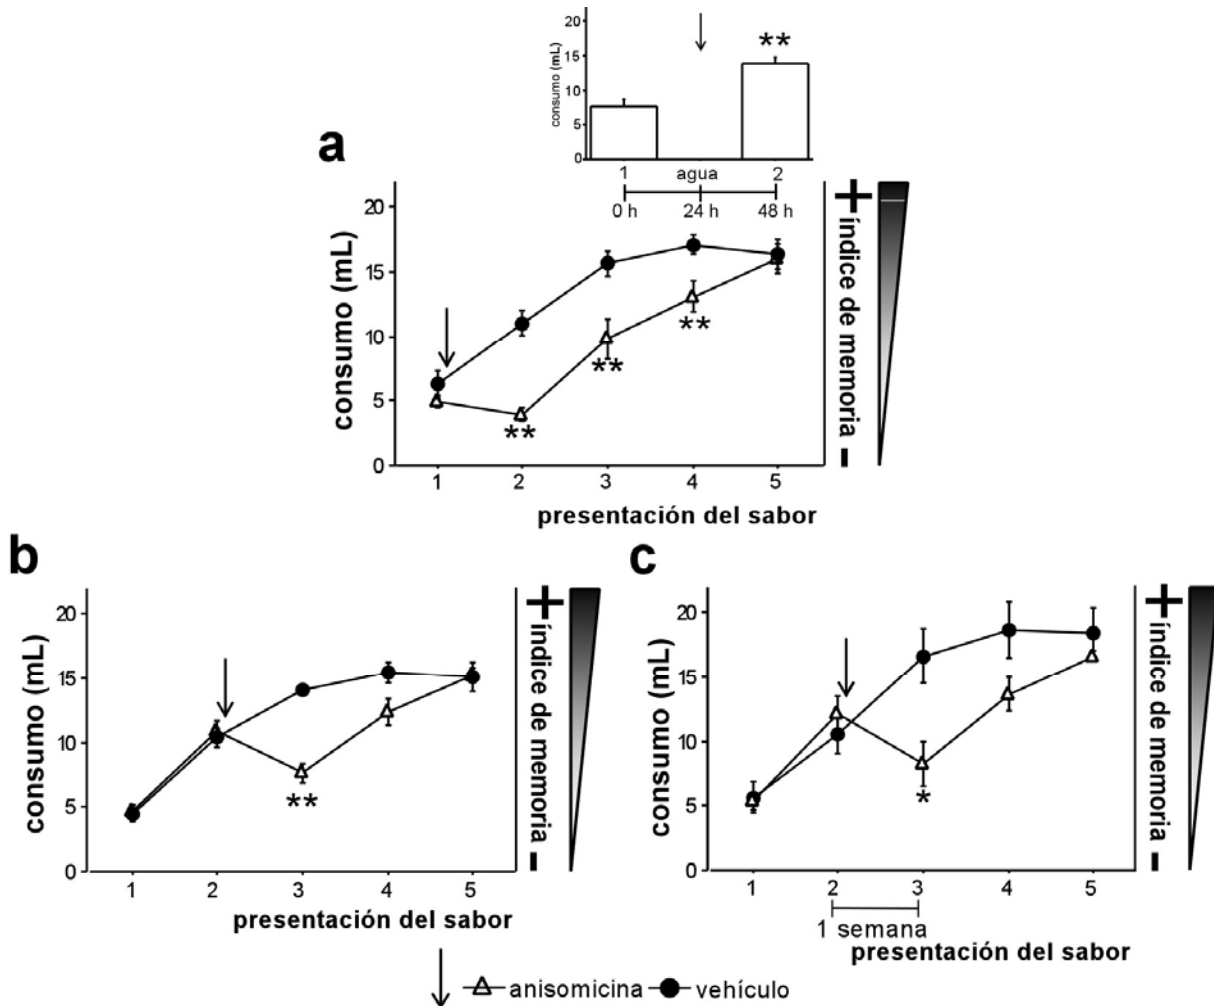 20
15
10
5
0
consumo (mL)
**
1 agua 2
0 h 24 h 48 h
a
20
15
10
5
0
consumo (mL)
**
**
**
1 2 3 4 5
presentación del sabor
+
índice de memoria
-
b
20
15
10
5
0
consumo (mL)
**
1 2 3 4 5
presentación del sabor
+
índice de memoria
-
c
20
15
10
5
0
consumo (mL)
*
1 2 3 4 5
1 semana
presentación del sabor
+
índice de memoria
-
anisomicina vehículo